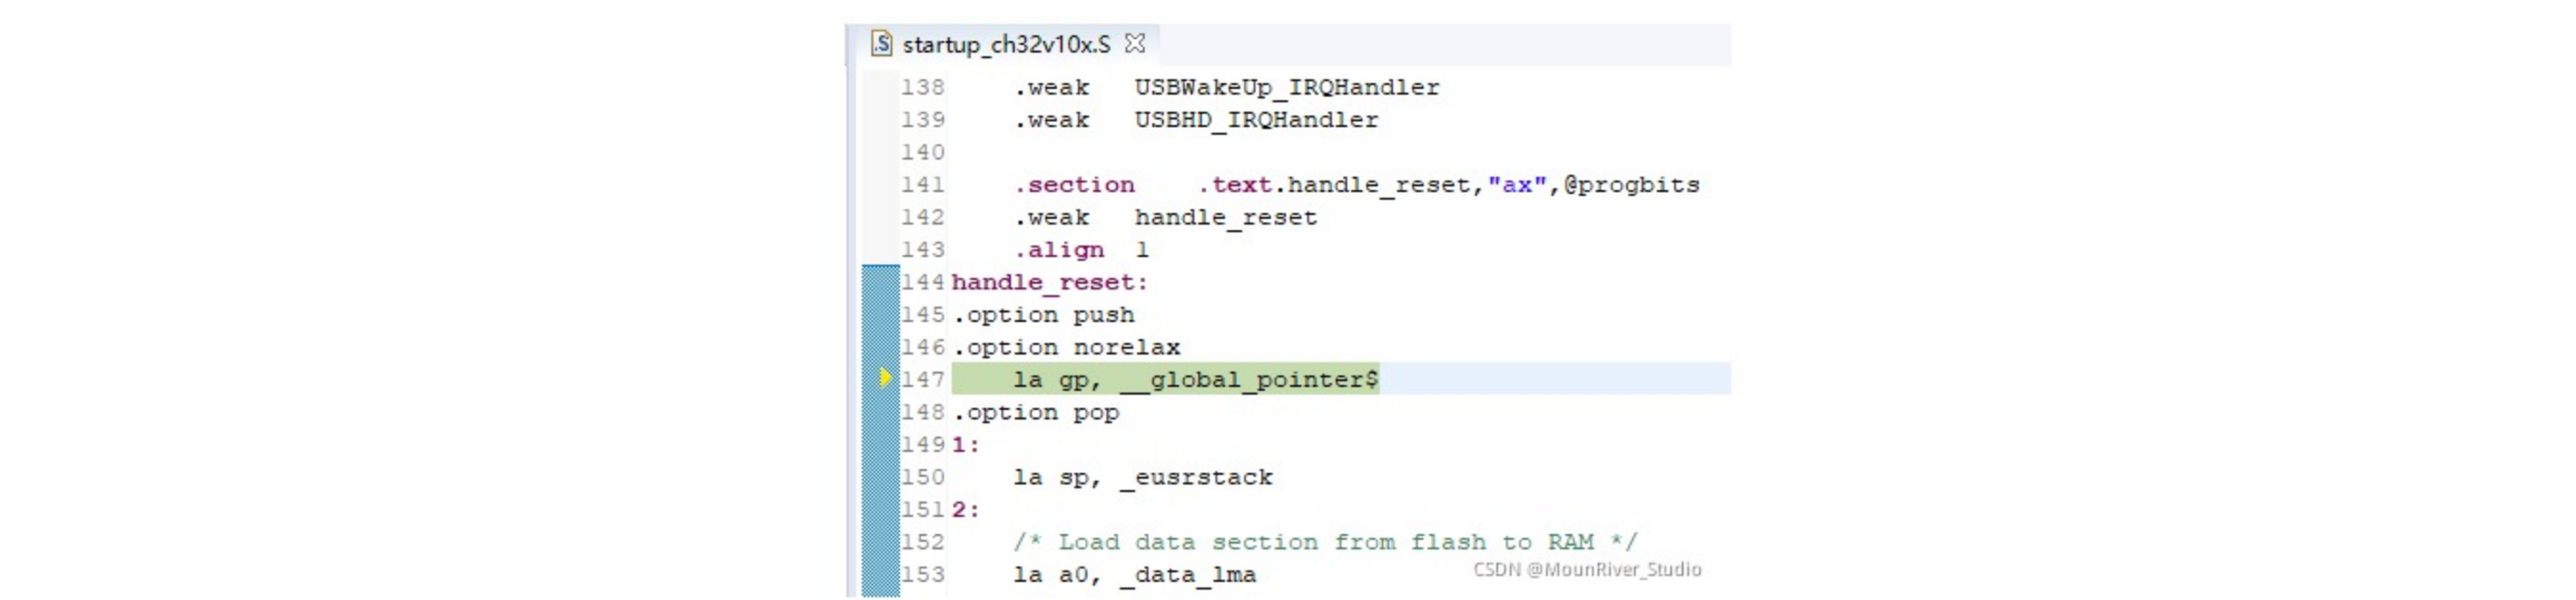 startup_ch32v10x.S
138 .weak USBWakeUp_IRQHandler
139 .weak USBHD_IRQHandler
140
141 .section .text.handle_reset,"ax",@progbits
142 .weak handle_reset
143 .align 1
144 handle_reset:
145 .option push
146 .option norelax
147 la gp, __global_pointer$
148 .option pop
149 1:
150 la sp, _eusrstack
151 2:
152 /* Load data section from flash to RAM */
153 la a0, _data_lma
CSDN @MounRiver_Studio